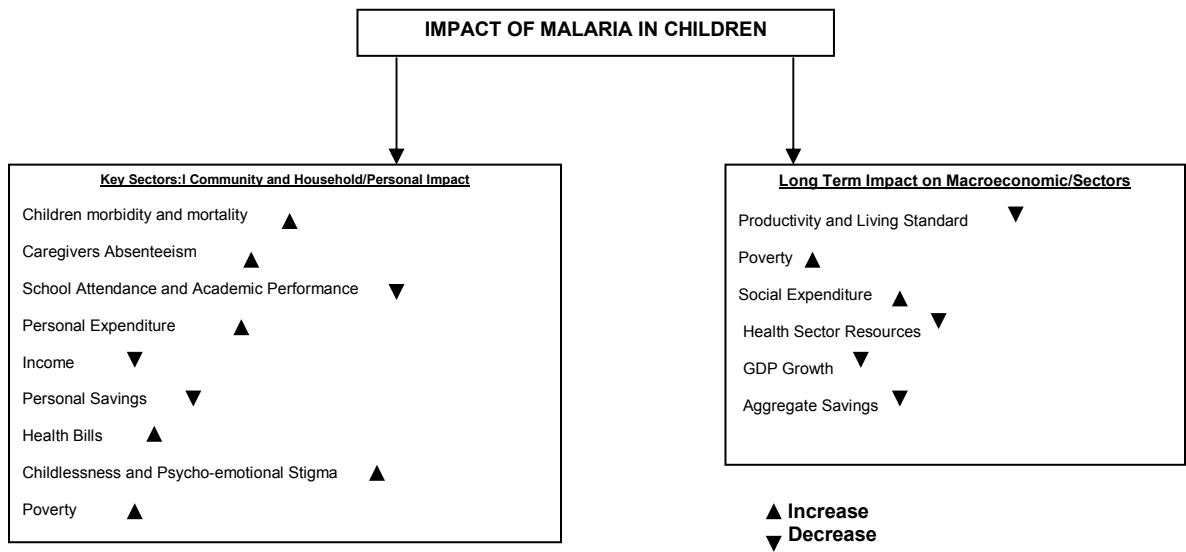 IMPACT OF MALARIA IN CHILDREN
Key Sectors:I Community and Household/Personal Impact
Children morbidity and mortality ▲
Caregivers Absenteeism ▲
School Attendance and Academic Performance ▼
Personal Expenditure ▲
Income ▼
Personal Savings ▼
Health Bills ▲
Childlessness and Psycho-emotional Stigma ▲
Poverty ▲
Long Term Impact on Macroeconomic/Sectors
Productivity and Living Standard ▼
Poverty ▲
Social Expenditure ▲
Health Sector Resources ▼
GDP Growth ▼
Aggregate Savings ▼
▲ Increase
▼ Decrease